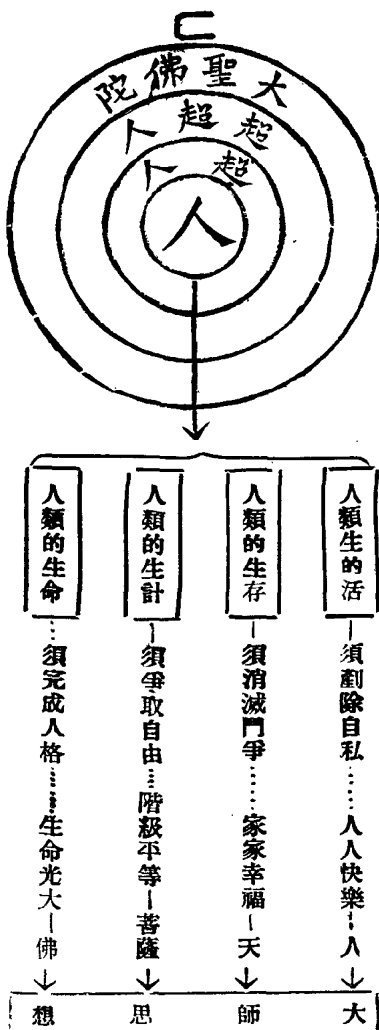 大聖佛陀
超超人
超人
人
人類生的活—須剷除自私……人人快樂—人
人類的生存—須消滅門爭……家家幸福—天
人類的生計—須爭取自由……階級平等—菩薩
人類的生命……須完成人格……生命光大—佛
大師思想